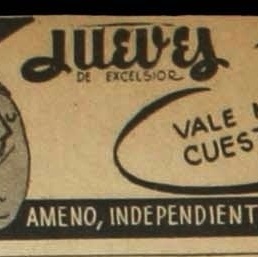 JUEVES
DE EXCELSIOR
VALE
CUEST
AMENO, INDEPENDIENT